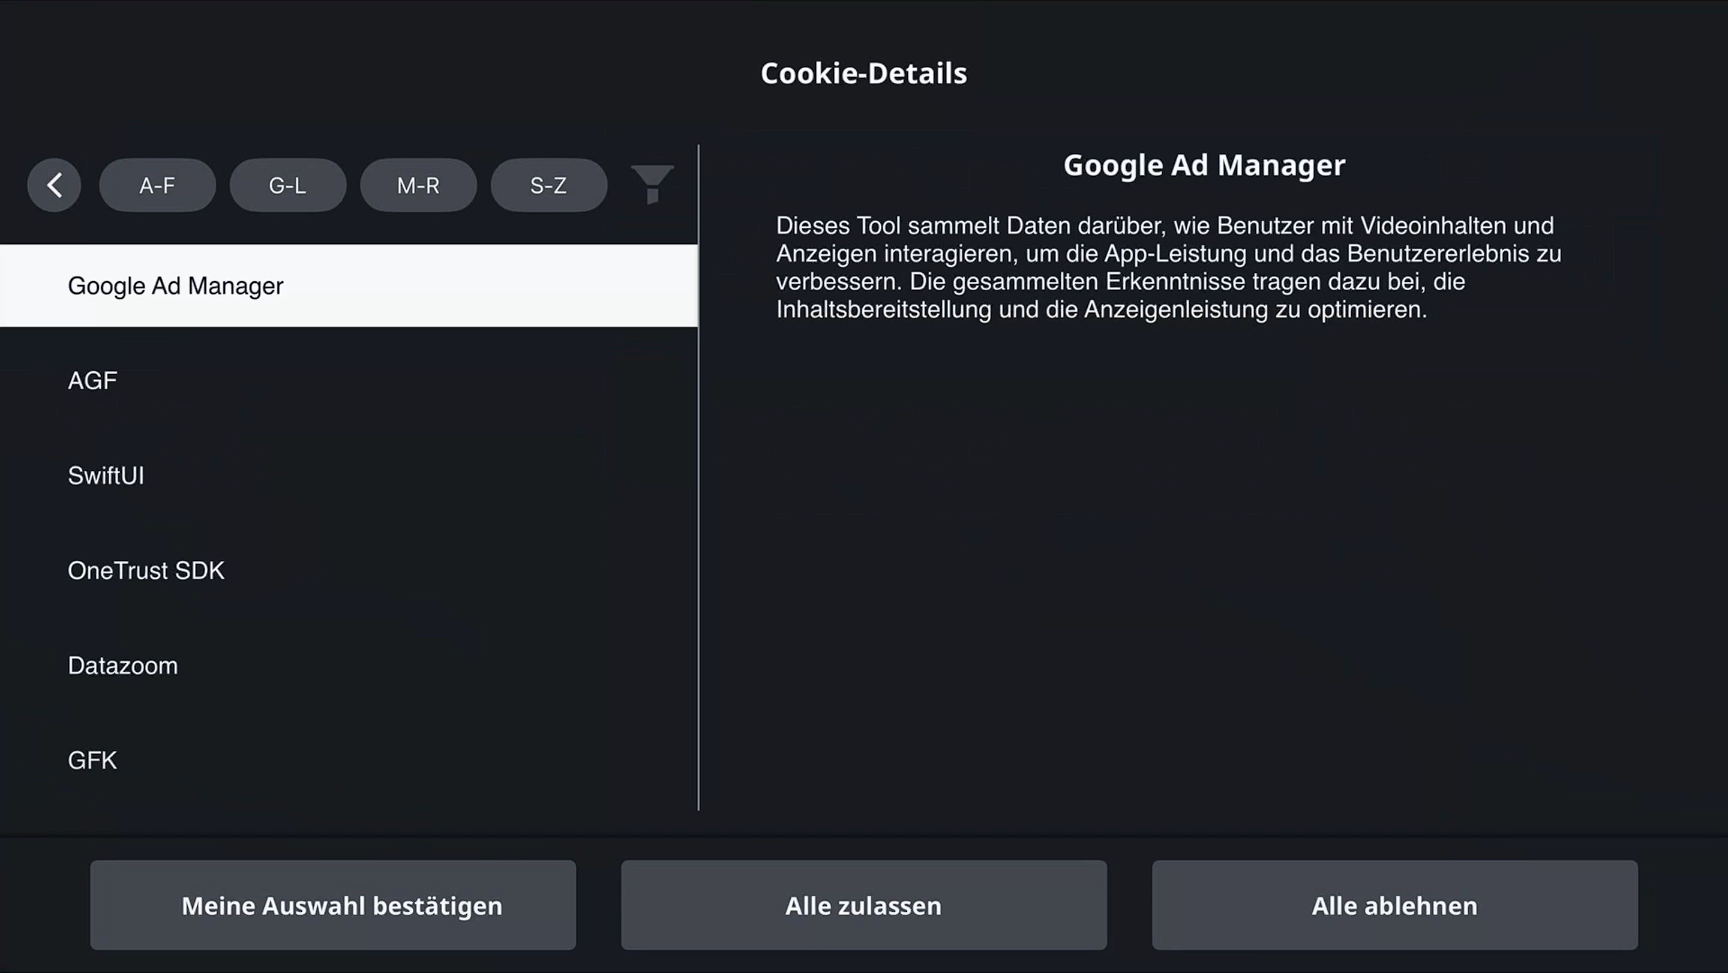 Cookie-Details
A-F
G-L
M-R
S-Z
Google Ad Manager
AGF
SwiftUI
OneTrust SDK
Datazoom
GFK
Google Ad Manager
Dieses Tool sammelt Daten darüber, wie Benutzer mit Videoinhalten und
Anzeigen interagieren, um die App-Leistung und das Benutzererlebnis zu
verbessern. Die gesammelten Erkenntnisse tragen dazu bei, die
Inhaltsbereitstellung und die Anzeigenleistung zu optimieren.
Meine Auswahl bestätigen
Alle zulassen
Alle ablehnen